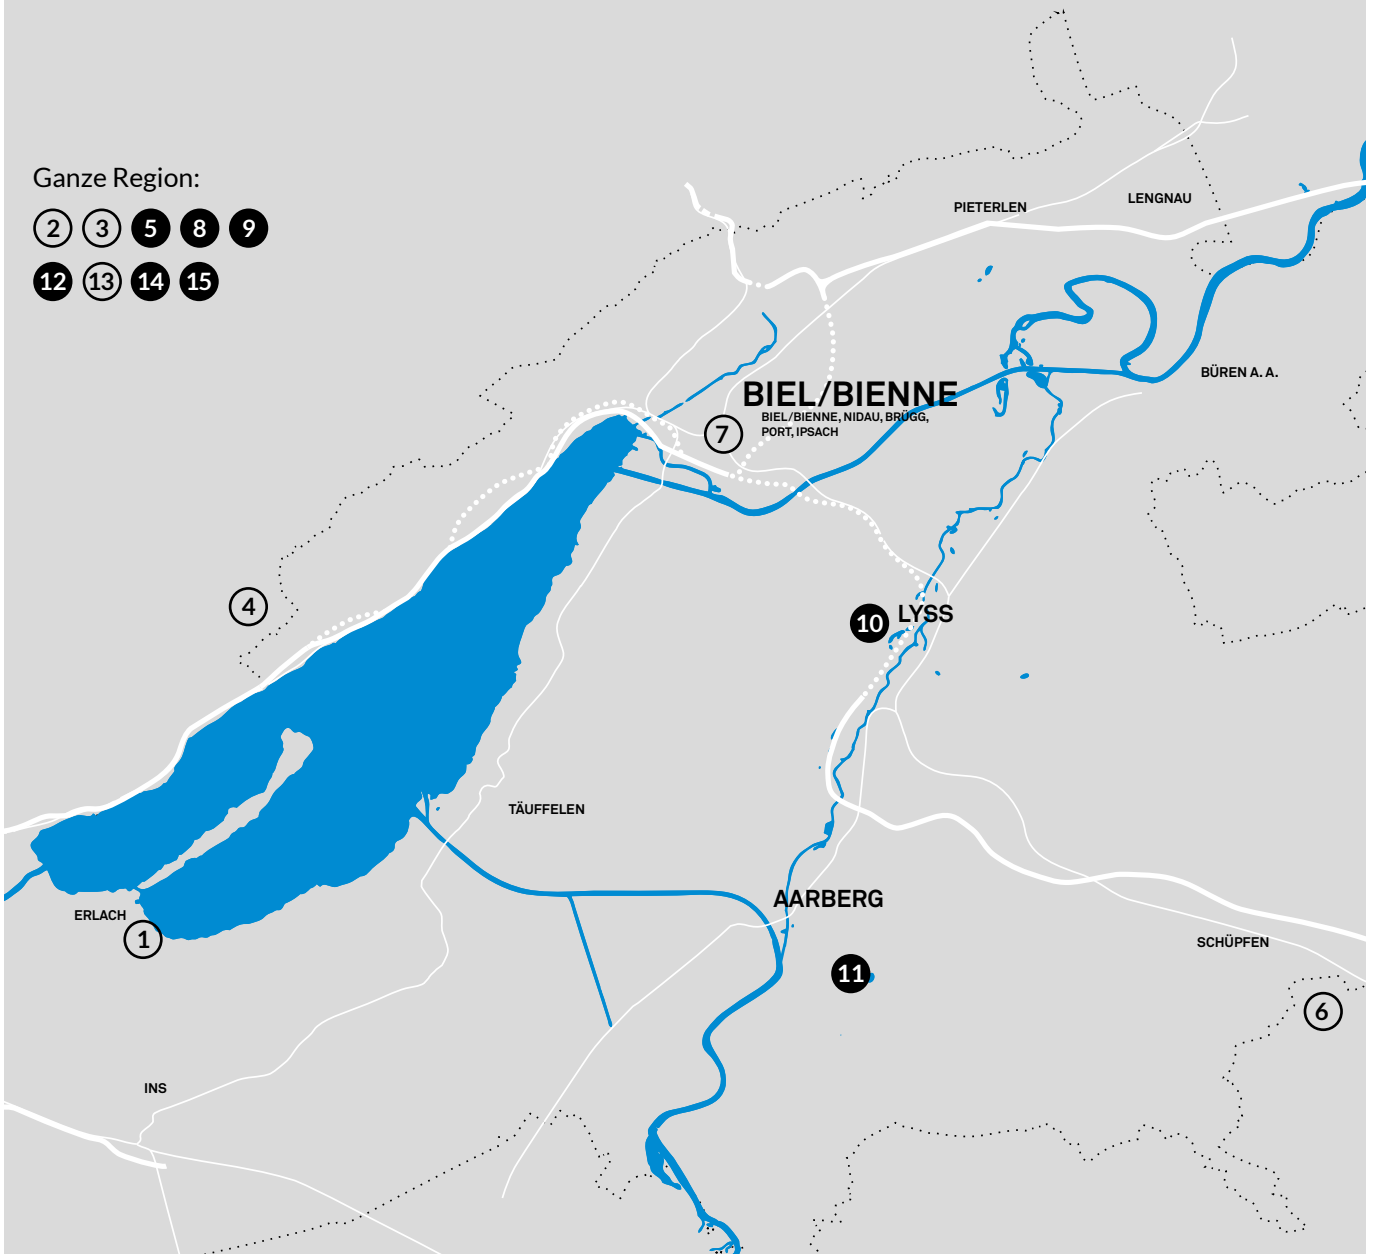 Ganze Region:
2 3 5 8 9
12 13 14 15
PIETERLEN
LENGNAU
BÜREN A. A.
BIEL/BIENNE
BIEL/BIENNE, NIDAU, BRÜGG,
PORT, IPSACH
7
4
10
LYSS
TÄUFFELEN
AARBERG
ERLACH
1
SCHÜPFEN
11
6
INS